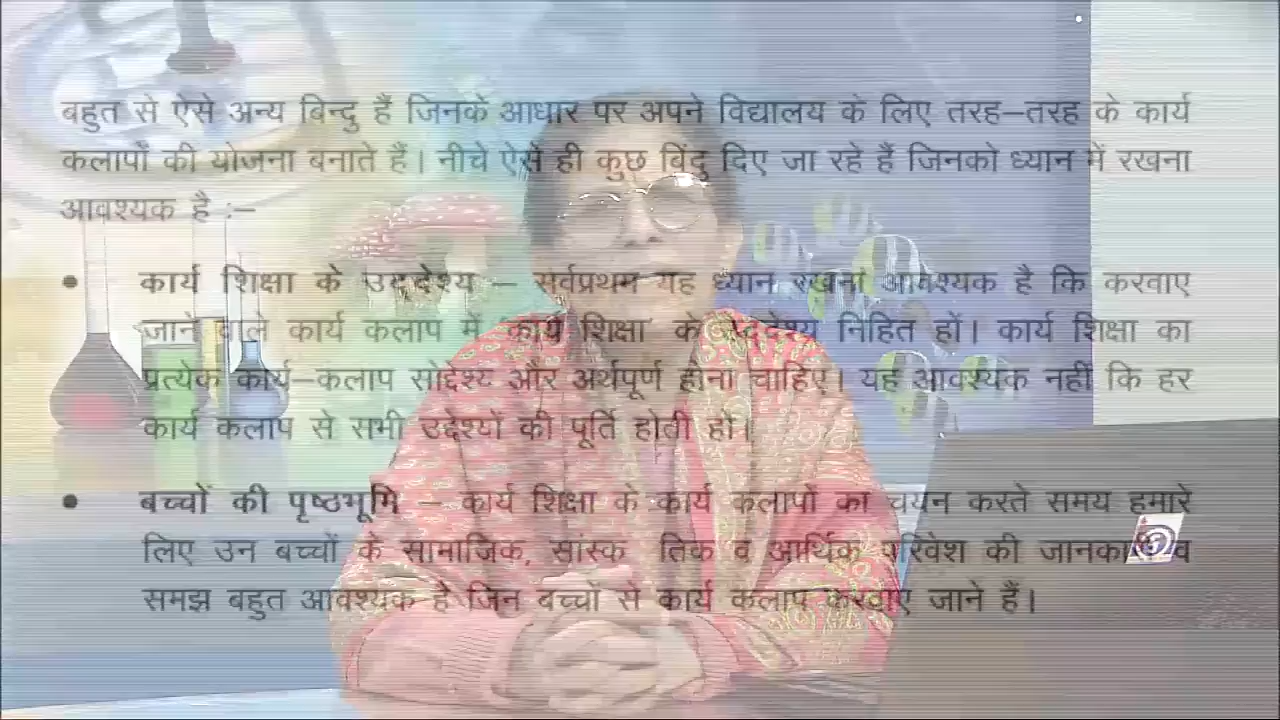 बहुत से ऐसे अन्य बिन्दु हैं जिनके आधार पर अपने विद्यालय के लिए तरह–तरह के कार्य
कलापों की योजना बनाते हैं। नीचे ऐसे ही कुछ बिंदु दिए जा रहे हैं जिनको ध्यान में रखना
आवश्यक है :–
• कार्य शिक्षा के उद्देश्य – सर्वप्रथम यह ध्यान रखना आवश्यक है कि करवाए
जाने वाले कार्य कलाप में कार्य शिक्षा के उद्देश्य निहित हों। कार्य शिक्षा का
प्रत्येक कार्य–कलाप सोद्देश्य और अर्थपूर्ण होना चाहिए। यह आवश्यक नहीं कि हर
कार्य कलाप से सभी उद्देश्यों की पूर्ति होती हो।
• बच्चों की पृष्ठभूमि – कार्य शिक्षा के कार्य कलापों का चयन करते समय हमारे
लिए उन बच्चों के सामाजिक, सांस्क तिक व आर्थिक परिवेश की जानकारी व
समझ बहुत आवश्यक है जिन बच्चों से कार्य कलाप करवाए जाने हैं।